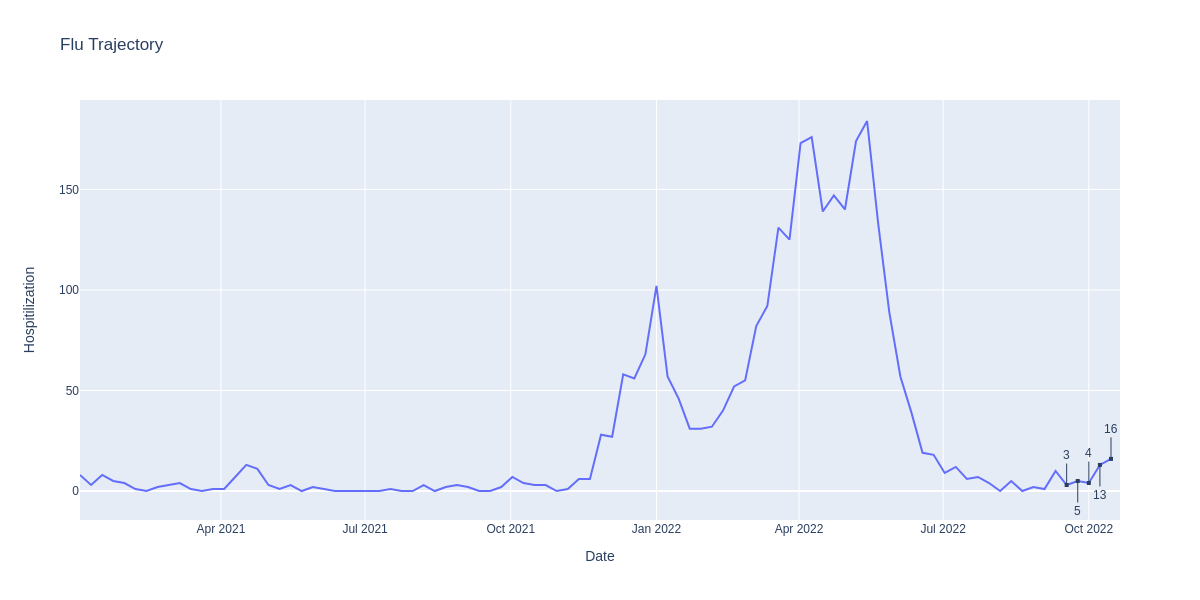 Flu Trajectory
Hospitilization
150
100
50
0
3
5
4
13
16
Apr 2021
Jul 2021
Oct 2021
Jan 2022
Apr 2022
Jul 2022
Oct 2022
Date